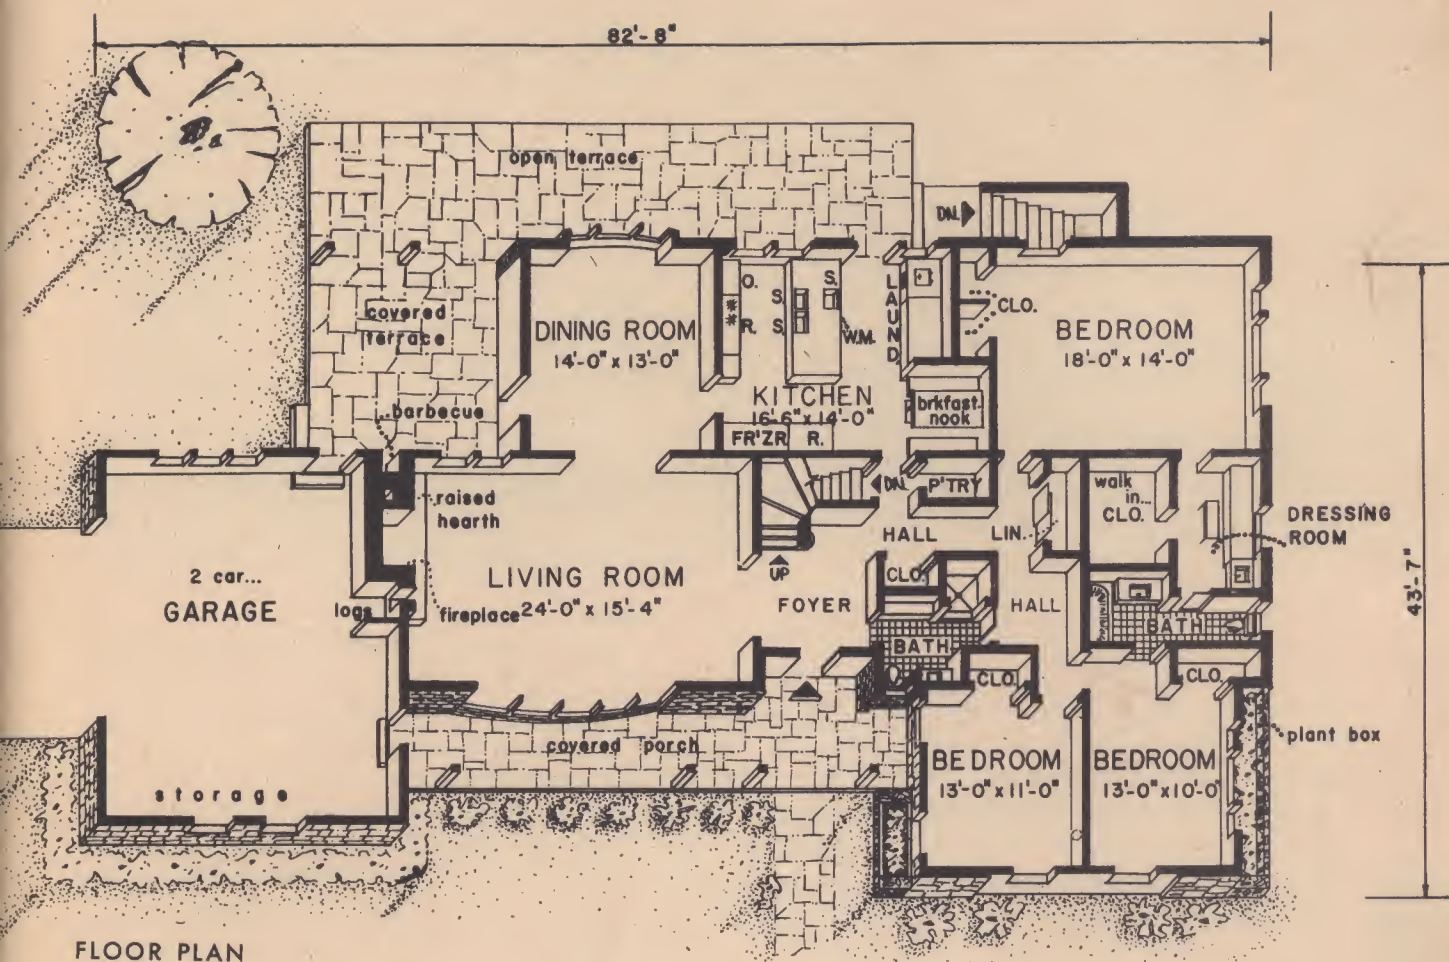 82'-8"
open terrace
DN.
covered
terrace
DINING ROOM
14'-0" x 13'-0"
O.
S.
S.
R.
S.
W.M.
LAUND.
CLO.
BEDROOM
18'-0" x 14'-0"
KITCHEN
16'-6" x 14'-0"
barbecue
brkfast.
nook
FR'ZR
R.
raised
hearth
DN.
P'TRY
walk
in...
CLO.
DRESSING
ROOM
HALL
LIN.
2 car...
GARAGE
LIVING ROOM
24'-0" x 15'-4"
UP
CLO.
43'-7"
logs
fireplace
FOYER
HALL
BATH
BATH
CLO.
CLO.
covered porch
BEDROOM
13'-0" x 11'-0"
BEDROOM
13'-0" x 10'-0
plant box
storage
FLOOR PLAN